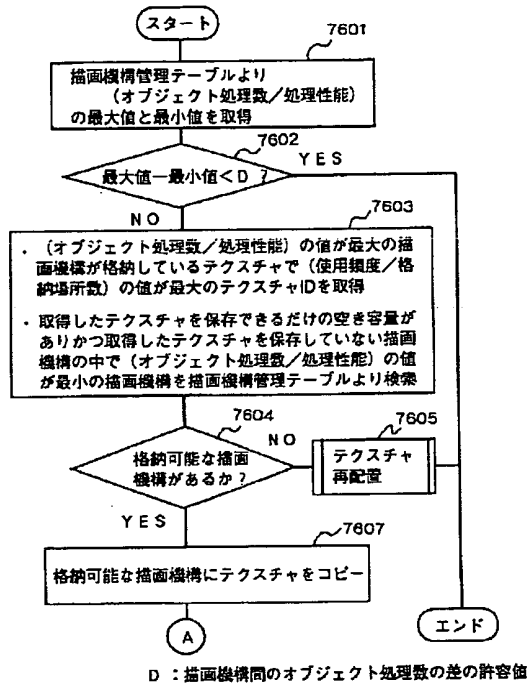 スタート
7601
描画機構管理テーブルより
(オブジェクト処理数/処理性能)
の最大値と最小値を取得
7602
最大値ー最小値<D ?
YES
NO
7603
・(オブジェクト処理数/処理性能)の値が最大の描
画機構が格納しているテクスチャで(使用頻度/格
納場所数)の値が最大のテクスチャIDを取得
・取得したテクスチャを保存できるだけの空き容量が
ありかつ取得したテクスチャを保存していない描画
機構の中で(オブジェクト処理数/処理性能)の値
が最小の描画機構を描画機構管理テーブルより検索
7604
格納可能な描画
機構があるか?
NO
7605
テクスチャ
再配置
YES
7607
格納可能な描画機構にテクスチャをコピー
A
エンド
D :描画機構間のオブジェクト処理数の差の許容値